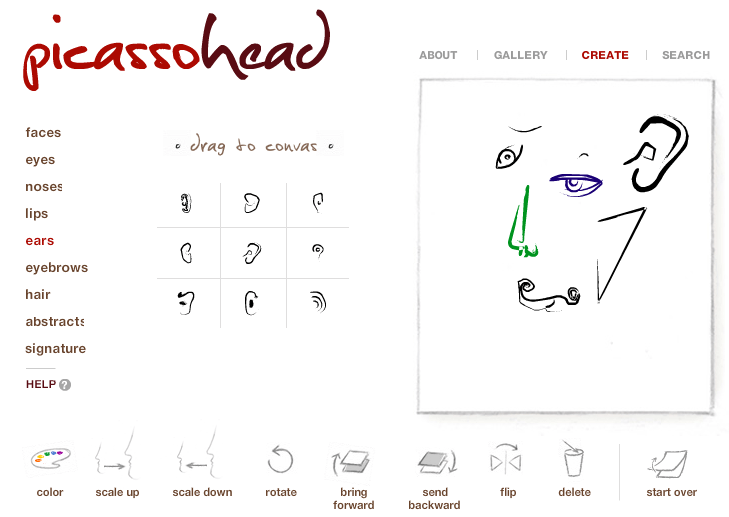 picassohead
ABOUT GALLERY CREATE SEARCH
faces
eyes
noses
lips
ears
eyebrows
hair
abstracts
signature
HELP ?
• drag to canvas •
color scale up scale down rotate bring forward send backward flip delete start over